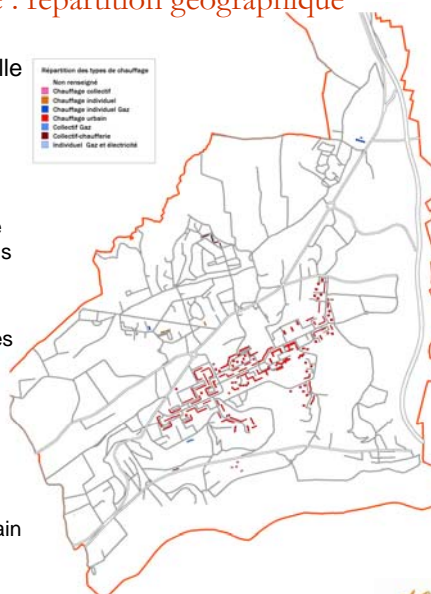 : répartition géographique
lle
Répartition des types de chauffage
Non renseigné
Chauffage collectif
Chauffage individuel
Chauffage individuel Gaz
Chauffage urbain
Collectif Gaz
Collectif-chaufferie
Individuel Gaz et électricité
e
s
es
ain